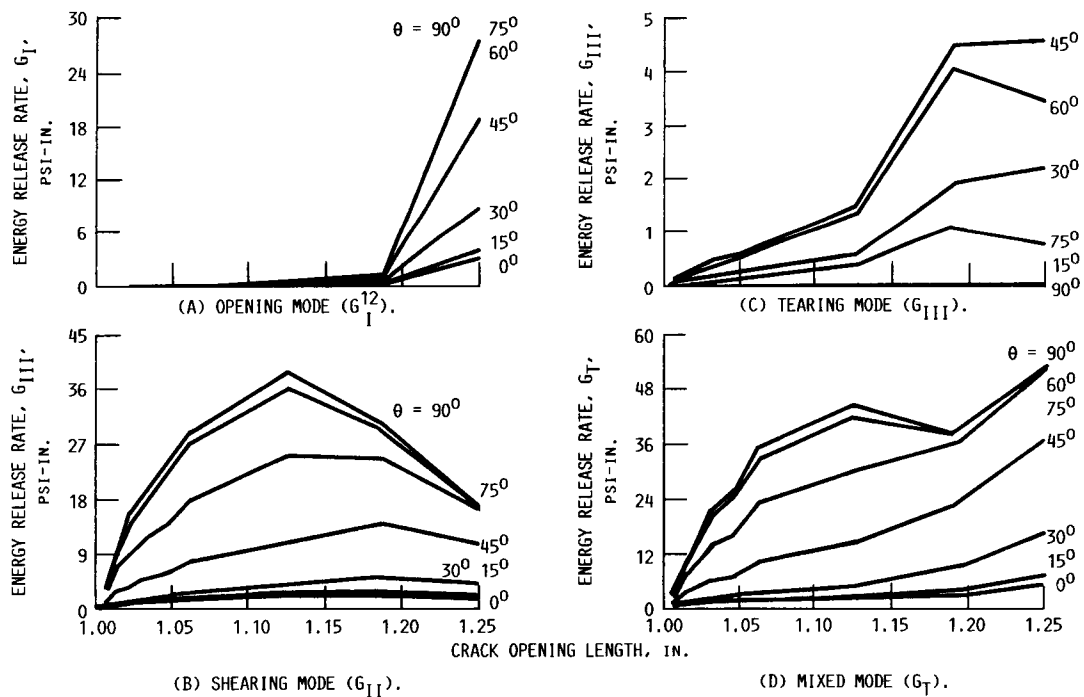 30
24
18
12
6
0
ENERGY RELEASE RATE, G_I,
PSI-IN.
θ = 90⁰
75⁰
60⁰
45⁰
30⁰
15⁰
0⁰
(A) OPENING MODE (G_I^12).
5
4
3
2
1
0
ENERGY RELEASE RATE, G_III,
PSI-IN.
45⁰
60⁰
30⁰
75⁰
15⁰
90⁰
(C) TEARING MODE (G_III).
45
36
27
18
9
0
ENERGY RELEASE RATE, G_III,
PSI-IN.
θ = 90⁰
75⁰
45⁰
30⁰ 15⁰
0⁰
1.00 1.05 1.10 1.15 1.20 1.25
60
48
36
24
12
0
ENERGY RELEASE RATE, G_T,
PSI-IN.
θ = 90⁰
60⁰
75⁰
45⁰
30⁰
15⁰
0⁰
1.00 1.05 1.10 1.15 1.20 1.25
CRACK OPENING LENGTH, IN.
(B) SHEARING MODE (G_II).
(D) MIXED MODE (G_T).